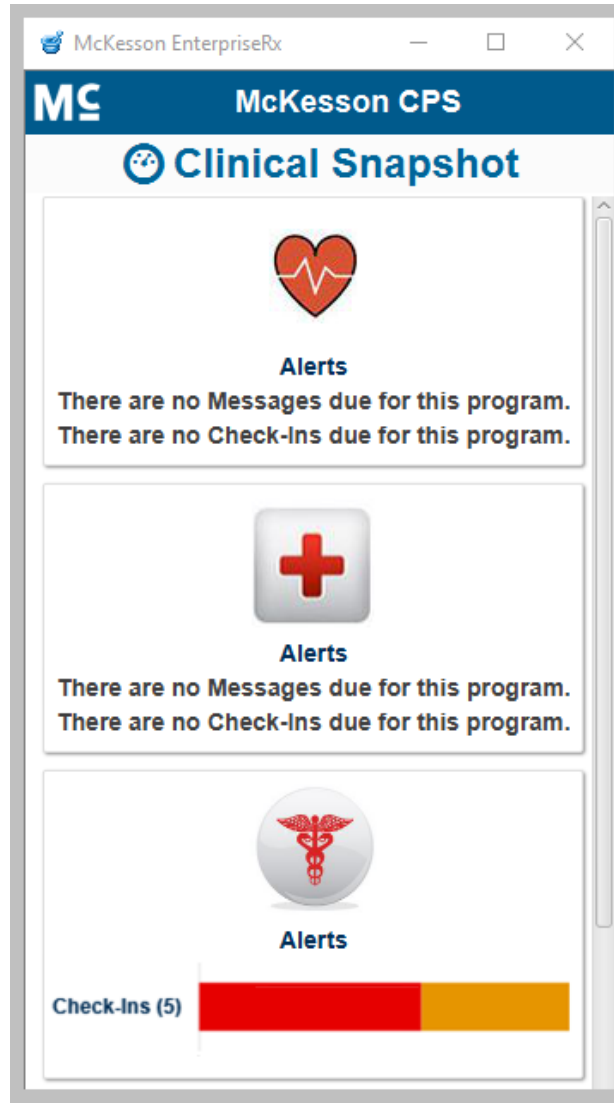 McKesson EnterpriseRx
McKesson CPS
Clinical Snapshot
Alerts
There are no Messages due for this program.
There are no Check-Ins due for this program.
Alerts
There are no Messages due for this program.
There are no Check-Ins due for this program.
Alerts
Check-Ins (5)